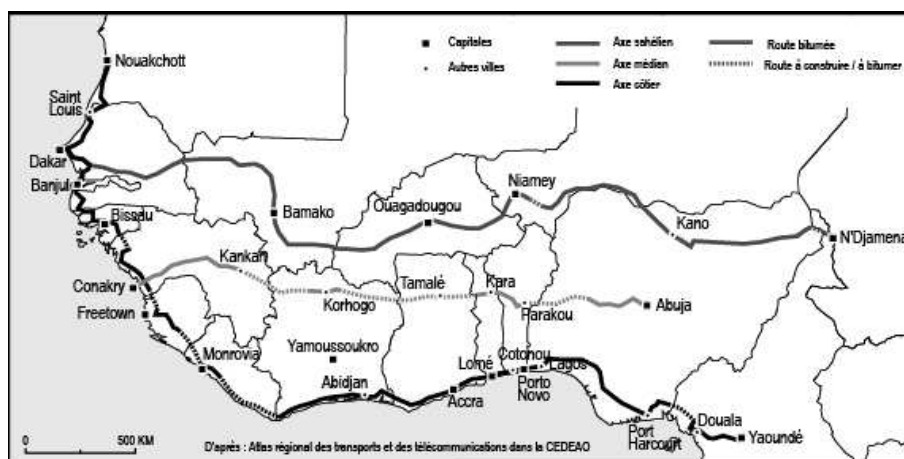 Capitales
Autres villes
Axe sahélien
Axe médian
Axe côtier
Route bitumée
Route à construire / à bitumer
Nouakchott
Saint
Louis
Dakar
Banjul
Bissau
Bamako
Ouagadougou
Niamey
Kano
N'Djamena
Conakry
Kankan
Korhogo
Tamalé
Kara
Parakou
Abuja
Freetown
Monrovia
Yamoussokro
Abidjan
Accra
Lomé
Cotonou
Porto
Novo
Lagos
Port
Harcourt
Douala
Yaoundé
0
500 KM
D'après : Atlas régional des transports et des télécommunications dans la CEDEAO